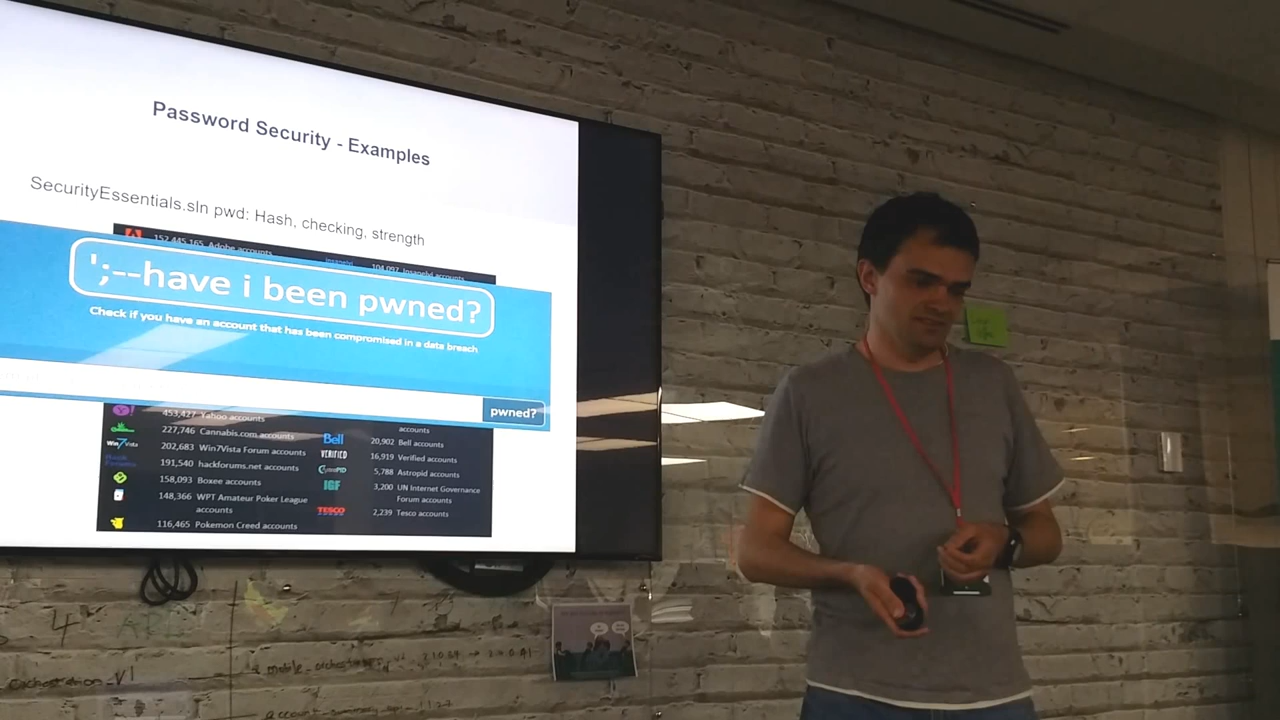 Password Security - Examples
SecurityEssentials.sln pwd: Hash, checking, strength
152,445,165 Adobe accounts
104,097 Insanelyi accounts
';--have i been pwned?
Check if you have an account that has been compromised in a data breach
pwned?
453,427 Yahoo accounts
227,746 Cannabis.com accounts
Win7Vista 202,683 Win7Vista Forum accounts
191,540 hackforums.net accounts
158,093 Boxee accounts
148,366 WPT Amateur Poker League
accounts
116,465 Pokemon Creed accounts
accounts
Bell 20,902 Bell accounts
VERIFIED 16,919 Verified accounts
5,788 Astropid accounts
IGF 3,200 UN Internet Governance
Forum accounts
TESCO 2,239 Tesco accounts
4